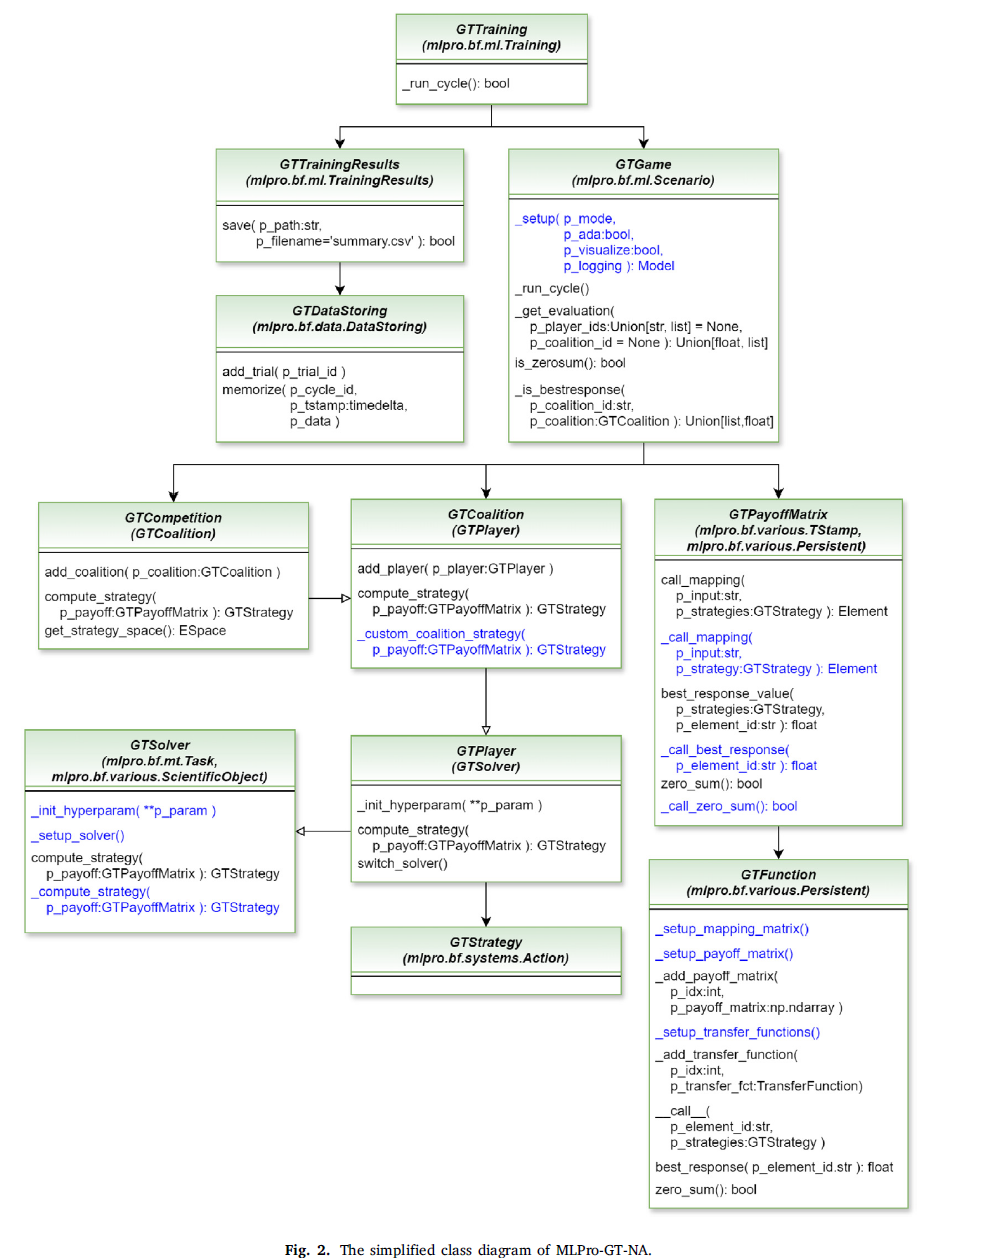 GTTraining
(mlpro.bf.ml.Training)
_run_cycle(): bool
GTTrainingResults
(mlpro.bf.ml.TrainingResults)
save( p_path:str,
p_filename='summary.csv' ): bool
GTGame
(mlpro.bf.ml.Scenario)
_setup( p_mode,
p_ada:bool,
p_visualize:bool,
p_logging ): Model
_run_cycle()
_get_evaluation(
p_player_ids:Union[str, list] = None,
p_coalition_id = None ): Union[float, list]
is_zerosum(): bool
_is_bestresponse(
p_coalition_id:str,
p_coalition:GTCoalition ): Union[list,float]
GTDataStoring
(mlpro.bf.data.DataStoring)
add_trial( p_trial_id )
memorize( p_cycle_id,
p_tstamp:timedelta,
p_data )
GTCompetition
(GTCoalition)
add_coalition( p_coalition:GTCoalition )
compute_strategy(
p_payoff:GTPayoffMatrix ): GTStrategy
get_strategy_space(): ESpace
GTCoalition
(GTPlayer)
add_player( p_player:GTPlayer )
compute_strategy(
p_payoff:GTPayoffMatrix ): GTStrategy
_custom_coalition_strategy(
p_payoff:GTPayoffMatrix ): GTStrategy
GTPayoffMatrix
(mlpro.bf.various.TStamp,
mlpro.bf.various.Persistent)
call_mapping(
p_input:str,
p_strategies:GTStrategy ): Element
_call_mapping(
p_input:str,
p_strategy:GTStrategy ): Element
best_response_value(
p_strategies:GTStrategy,
p_element_id:str ): float
_call_best_response(
p_element_id:str ): float
zero_sum(): bool
_call_zero_sum(): bool
GTSolver
(mlpro.bf.mt.Task,
mlpro.bf.various.ScientificObject)
_init_hyperparam( **p_param )
_setup_solver()
compute_strategy(
p_payoff:GTPayoffMatrix ): GTStrategy
_compute_strategy(
p_payoff:GTPayoffMatrix ): GTStrategy
GTPlayer
(GTSolver)
_init_hyperparam( **p_param )
compute_strategy(
p_payoff:GTPayoffMatrix ): GTStrategy
switch_solver()
GTStrategy
(mlpro.bf.systems.Action)
GTFunction
(mlpro.bf.various.Persistent)
_setup_mapping_matrix()
_setup_payoff_matrix()
_add_payoff_matrix(
p_idx:int,
p_payoff_matrix:np.ndarray )
_setup_transfer_functions()
_add_transfer_function(
p_idx:int,
p_transfer_fct:TransferFunction)
__call__(
p_element_id:str,
p_strategies:GTStrategy )
best_response( p_element_id.str ): float
zero_sum(): bool
Fig. 2. The simplified class diagram of MLPro-GT-NA.